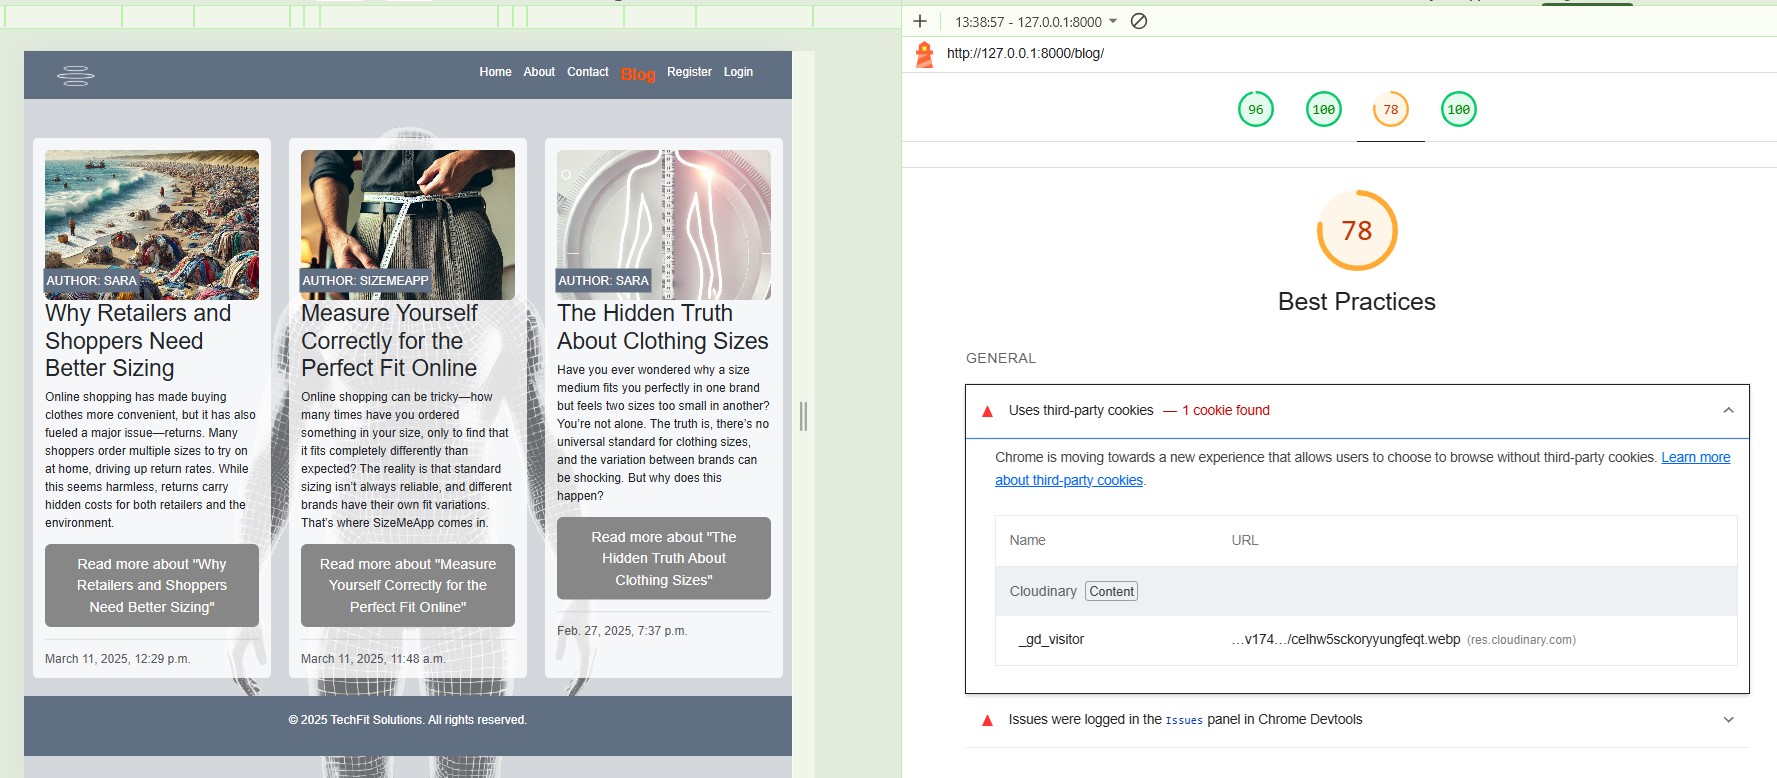 Home About Contact Blog Register Login
AUTHOR: SARA
Why Retailers and
Shoppers Need
Better Sizing
Online shopping has made buying
clothes more convenient, but it has also
fueled a major issue—returns. Many
shoppers order multiple sizes to try on
at home, driving up return rates. While
this seems harmless, returns carry
hidden costs for both retailers and the
environment.
Read more about "Why
Retailers and Shoppers
Need Better Sizing"
March 11, 2025, 12:29 p.m.
AUTHOR: SIZEMEAPP
Measure Yourself
Correctly for the
Perfect Fit Online
Online shopping can be tricky—how
many times have you ordered
something in your size, only to find that
it fits completely differently than
expected? The reality is that standard
sizing isn't always reliable, and different
brands have their own fit variations.
That's where SizeMeApp comes in.
Read more about "Measure
Yourself Correctly for the
Perfect Fit Online"
March 11, 2025, 11:48 a.m.
AUTHOR: SARA
The Hidden Truth
About Clothing Sizes
Have you ever wondered why a size
medium fits you perfectly in one brand
but feels two sizes too small in another?
You're not alone. The truth is, there's no
universal standard for clothing sizes,
and the variation between brands can
be shocking. But why does this
happen?
Read more about "The
Hidden Truth About
Clothing Sizes"
Feb. 27, 2025, 7:37 p.m.
© 2025 TechFit Solutions. All rights reserved.
13:38:57 - 127.0.0.1:8000
http://127.0.0.1:8000/blog/
96 100 78 100
78
Best Practices
GENERAL
Uses third-party cookies — 1 cookie found
Chrome is moving towards a new experience that allows users to choose to browse without third-party cookies. Learn more
about third-party cookies.
Name URL
Cloudinary Content
_gd_visitor …v174…/celhw5sckoryyungfeqt.webp (res.cloudinary.com)
Issues were logged in the Issues panel in Chrome Devtools